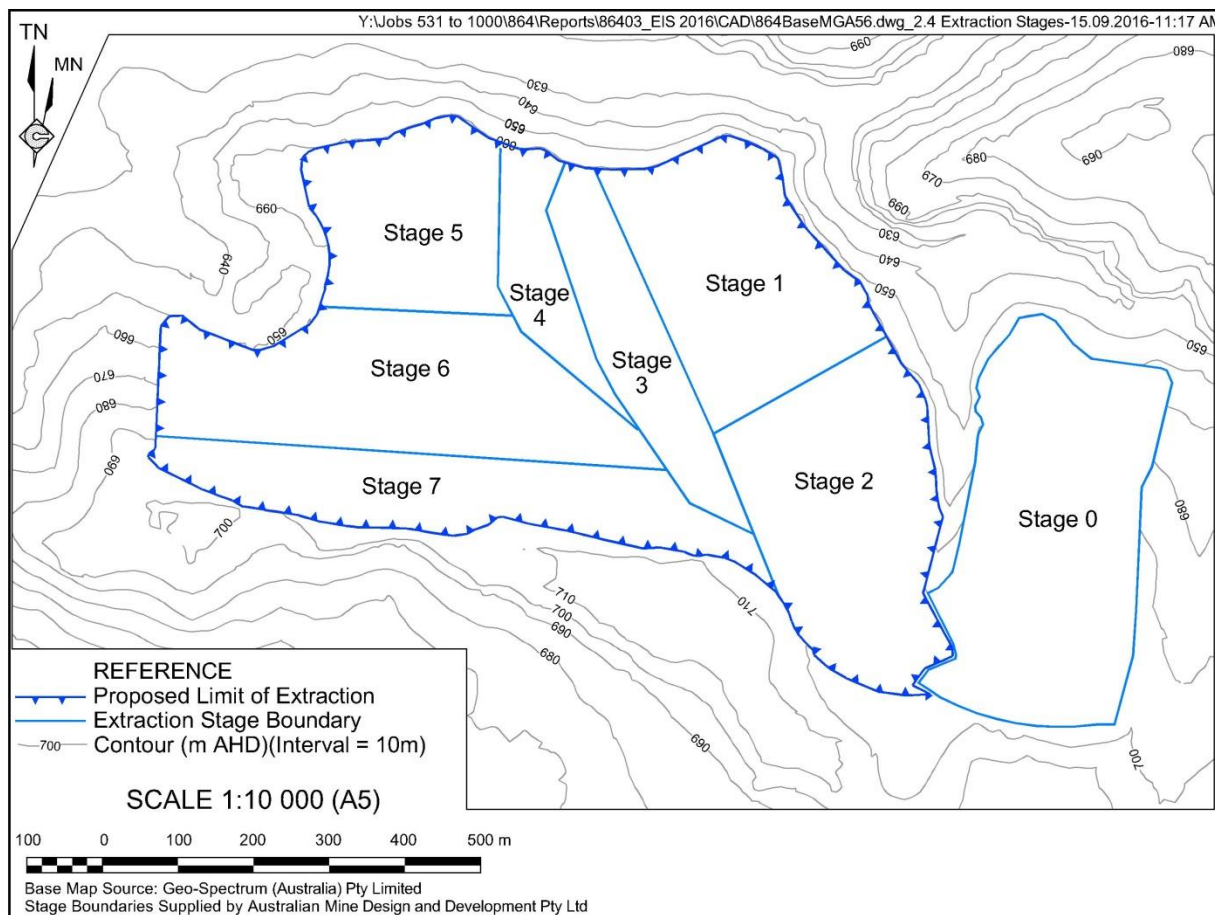 Y:\Jobs 531 to 1000\864\Reports\86403_EIS 2016\CAD\864BaseMGA56.dwg_2.4 Extraction Stages-15.09.2016-11:17 AM
TN
MN
690
680
630
640
650
660
690
680
670
660
630
640
650
650
660
640
650
660
670
680
690
700
710
700
690
680
710
690
680
700
Stage 5
Stage 4
Stage 1
Stage 6
Stage 3
Stage 7
Stage 2
Stage 0
REFERENCE
Proposed Limit of Extraction
Extraction Stage Boundary
700
Contour (m AHD)(Interval = 10m)
SCALE 1:10 000 (A5)
100 0 100 200 300 400 500 m
Base Map Source: Geo-Spectrum (Australia) Pty Limited
Stage Boundaries Supplied by Australian Mine Design and Development Pty Ltd